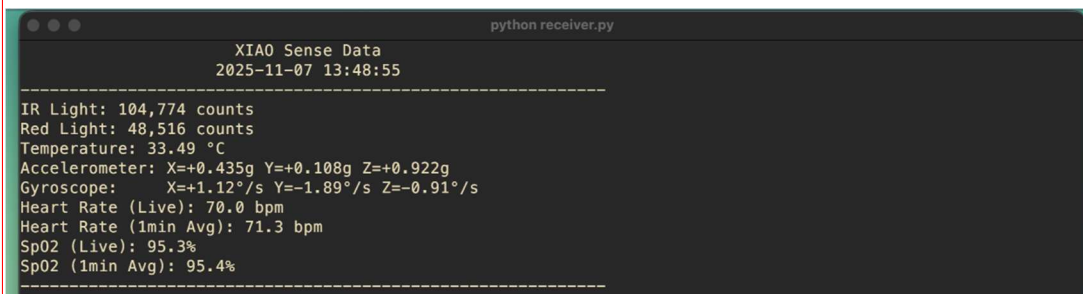 python receiver.py
XIAO Sense Data
2025-11-07 13:48:55
------------------------------------------------------------
IR Light: 104,774 counts
Red Light: 48,516 counts
Temperature: 33.49 °C
Accelerometer: X=+0.435g Y=+0.108g Z=+0.922g
Gyroscope:     X=+1.12°/s Y=-1.89°/s Z=-0.91°/s
Heart Rate (Live): 70.0 bpm
Heart Rate (1min Avg): 71.3 bpm
SpO2 (Live): 95.3%
SpO2 (1min Avg): 95.4%
------------------------------------------------------------